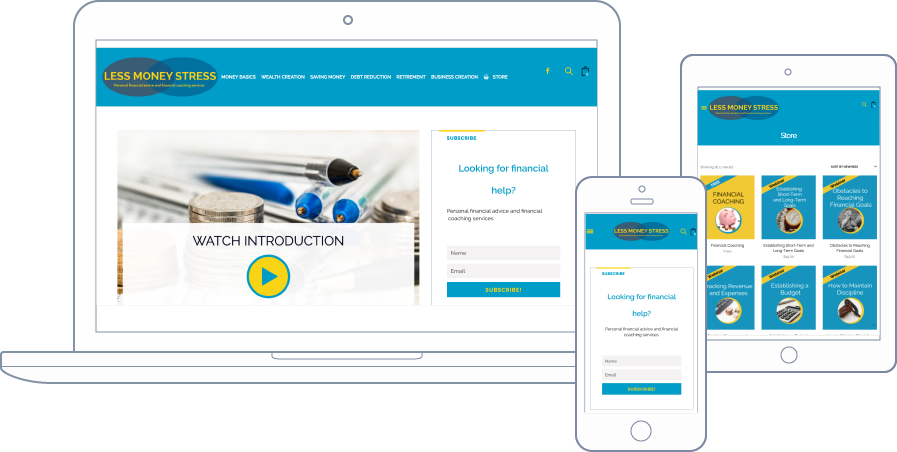 LESS MONEY STRESS
Personal financial advice and financial coaching services
MONEY BASICS WEALTH CREATION SAVING MONEY DEBT REDUCTION RETIREMENT BUSINESS CREATION STORE
WATCH INTRODUCTION
SUBSCRIBE
Looking for financial
help?
Personal financial advice and financial
coaching services
Name
Email
SUBSCRIBE!
LESS MONEY STRESS
SUBSCRIBE
Looking for financial
help?
Personal financial advice and financial
coaching services
Name
Email
SUBSCRIBE!
LESS MONEY STRESS
Store
SORT BY NEWNESS
FREE
FINANCIAL
COACHING
Webinar
Establishing
Short-Term
and Long-Term
Goals
Webinar
Obstacles to
Reaching
Financial Goals
Financial Coaching
Establishing Short-Term and
Long-Term Goals
Obstacles to Reaching
Financial Goals
Webinar
racking Revenue
and Expenses
Webinar
Establishing a
Budget
Webinar
How to Maintain
Discipline